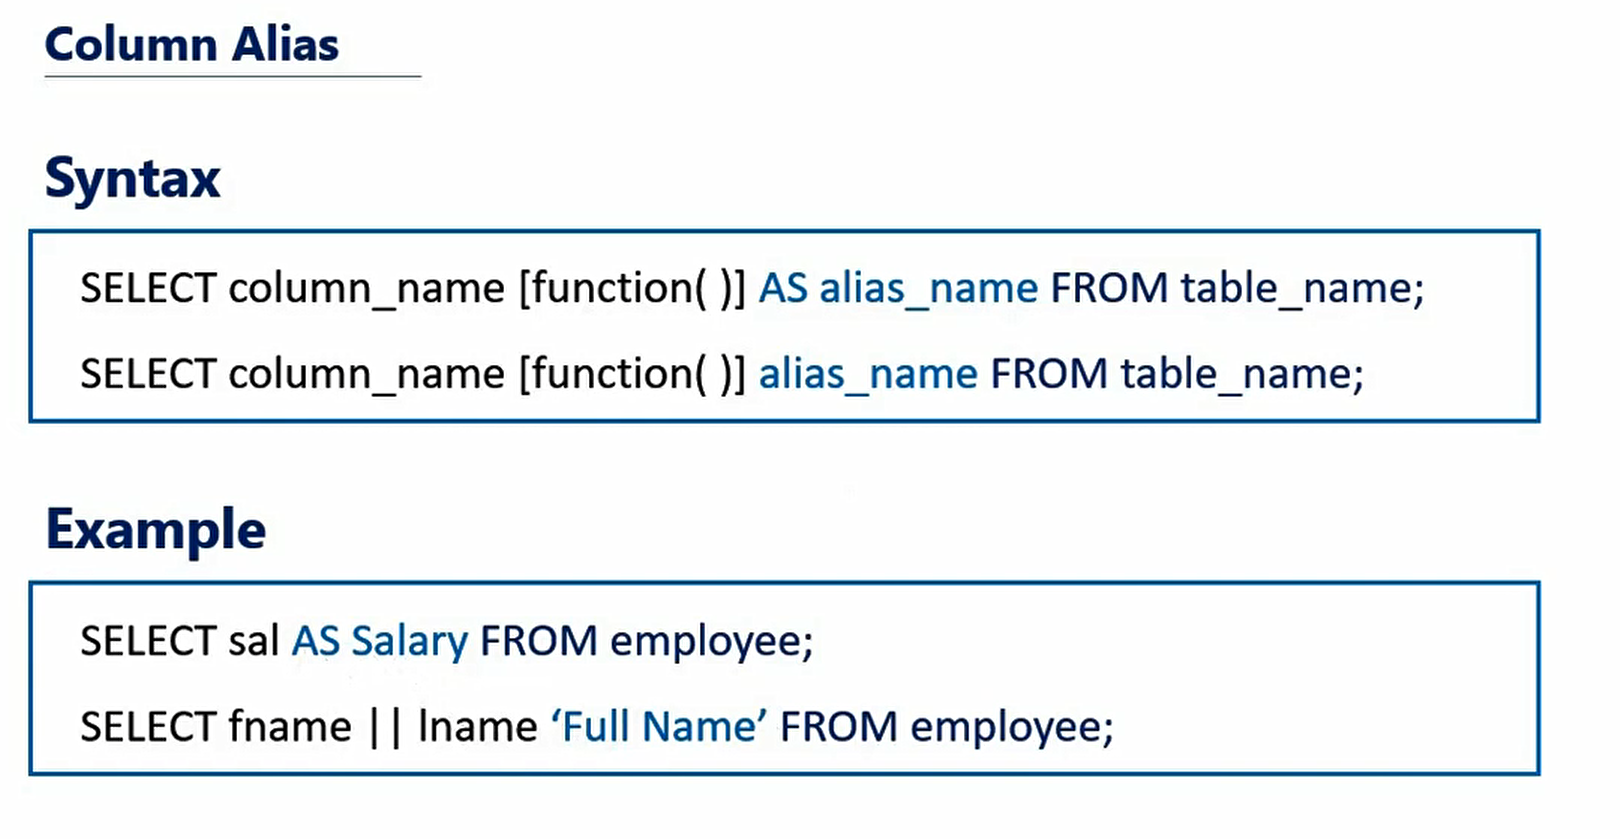 Column Alias
Syntax
SELECT column_name [function( )] AS alias_name FROM table_name;
SELECT column_name [function( )] alias_name FROM table_name;
Example
SELECT sal AS Salary FROM employee;
SELECT fname || lname ‘Full Name’ FROM employee;